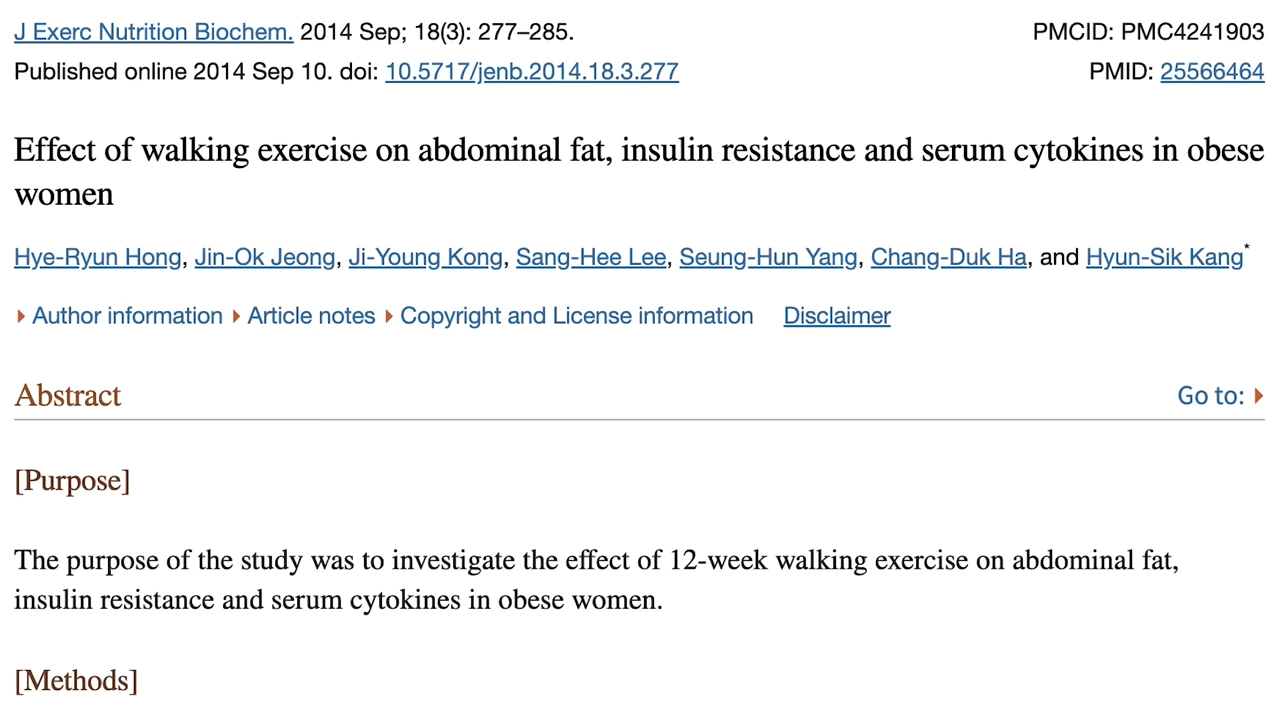 J Exerc Nutrition Biochem. 2014 Sep; 18(3): 277–285. PMCID: PMC4241903
Published online 2014 Sep 10. doi: 10.5717/jenb.2014.18.3.277 PMID: 25566464
Effect of walking exercise on abdominal fat, insulin resistance and serum cytokines in obese
women
Hye-Ryun Hong, Jin-Ok Jeong, Ji-Young Kong, Sang-Hee Lee, Seung-Hun Yang, Chang-Duk Ha, and Hyun-Sik Kang*
Author information Article notes Copyright and License information Disclaimer
Abstract Go to:
[Purpose]
The purpose of the study was to investigate the effect of 12-week walking exercise on abdominal fat,
insulin resistance and serum cytokines in obese women.
[Methods]